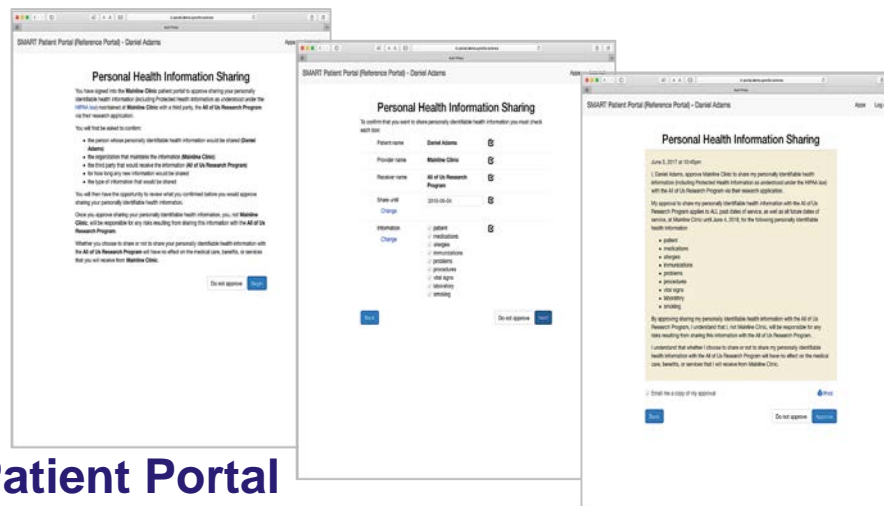 SMART Patient Portal (Reference Portal) - Daniel Adams
Personal Health Information Sharing
You have signed into the Mainline Clinic patient portal to approve sharing your personally
identifiable health information (including Protected Health Information as understood under the
HIPAA law) maintained at Mainline Clinic with a third party, the All of Us Research Program
via their research application.
You will first be asked to confirm:
• the person whose personally identifiable health information would be shared (Daniel
Adams)
• the organization that maintains the information (Mainline Clinic)
• the third party that would receive the information (All of Us Research Program)
• for how long any new information would be shared
• the type of information that would be shared
You will then have the opportunity to review what you confirmed before you would approve
sharing your personally identifiable health information.
Once you approve sharing your personally identifiable health information, you, not Mainline
Clinic, will be responsible for any risks resulting from sharing this information with the All of Us
Research Program.
Whether you choose to share or not to share your personally identifiable health information with
the All of Us Research Program will have no effect on the medical care, benefits, or services
that you will receive from Mainline Clinic.
Do not approve Begin
SMART Patient Portal (Reference Portal) - Daniel Adams
Personal Health Information Sharing
To confirm that you want to share personally identifiable health information you must check
each box:
Patient name Daniel Adams
Provider name Mainline Clinic
Receiver name All of Us Research
Program
Share until
Change
Information patient
Change medications
allergies
immunizations
problems
procedures
vital signs
laboratory
smoking
Back Do not approve Next
SMART Patient Portal (Reference Portal) - Daniel Adams Apps Log
Personal Health Information Sharing
June 5, 2017 at 10:45pm
I, Daniel Adams, approve Mainline Clinic to share my personally identifiable health
information (including Protected Health Information as understood under the HIPAA law)
with the All of Us Research Program via their research application.
My approval to share my personally identifiable health information with the All of Us
Research Program applies to ALL past dates of service, as well as all future dates of
service, at Mainline Clinic until June 4, 2018, for the following personally identifiable
health information:
• patient
• medications
• allergies
• immunizations
• problems
• procedures
• vital signs
• laboratory
• smoking
By approving sharing my personally identifiable health information with the All of Us
Research Program, I understand that I, not Mainline Clinic, will be responsible for any
risks resulting from sharing this information with the All of Us Research Program.
I understand that whether I choose to share or not to share my personally identifiable
health information with the All of Us Research Program will have no effect on the medical
care, benefits, or services that I will receive from Mainline Clinic.
Email me a copy of my approval Print
Back Do not approve Approve
Patient Portal